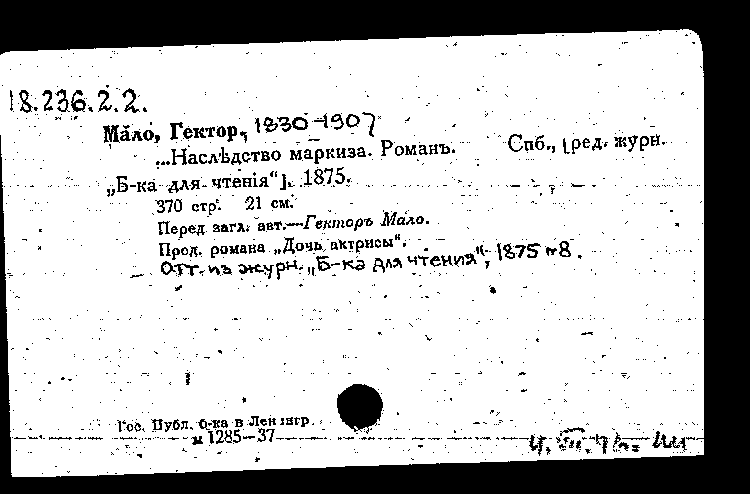 18.236.2.2.
Мало, Гектор, 1830-1907
...Наслѣдство маркиза. Романъ. Спб., [ред. журн.
„Б-ка для чтенія“]. 1875.
370 стр. 21 см.
Перед загл. авт.—Гекторъ Мало.
Прод. романа „Дочь актрисы“.
Отт. из журн. „Б-ка для чтения“, 1875 №8.
Гос. Публ. б-ка в Ленингр.
м 1285—37